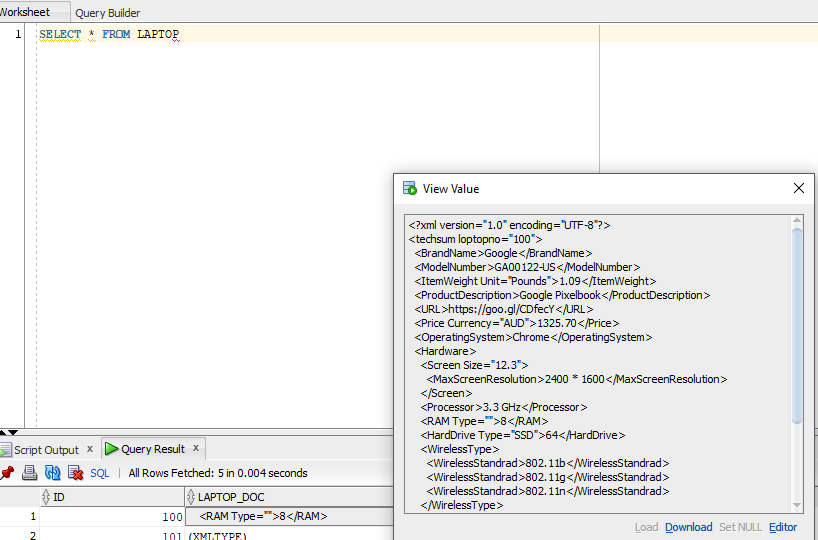 Worksheet Query Builder
1 SELECT * FROM LAPTOP
View Value
<?xml version="1.0" encoding="UTF-8"?>
<techsum loptopno="100">
<BrandName>Google</BrandName>
<ModelNumber>GA00122-US</ModelNumber>
<ItemWeight Unit="Pounds">1.09</ItemWeight>
<ProductDescription>Google Pixelbook</ProductDescription>
<URL>https://goo.gl/CDfecY</URL>
<Price Currency="AUD">1325.70</Price>
<OperatingSystem>Chrome</OperatingSystem>
<Hardware>
<Screen Size="12.3">
<MaxScreenResolution>2400 * 1600</MaxScreenResolution>
</Screen>
<Processor>3.3 GHz</Processor>
<RAM Type="">8</RAM>
<HardDrive Type="SSD">64</HardDrive>
<WirelessType>
<WirelessStandrad>802.11b</WirelessStandrad>
<WirelessStandrad>802.11g</WirelessStandrad>
<WirelessStandrad>802.11n</WirelessStandrad>
</WirelessType>
Load Download Set NULL Editor
Script Output x Query Result x
SQL | All Rows Fetched: 5 in 0.004 seconds
ID LAPTOP_DOC
1 100 <RAM Type="">8</RAM>
2 101 (XMLTYPE)